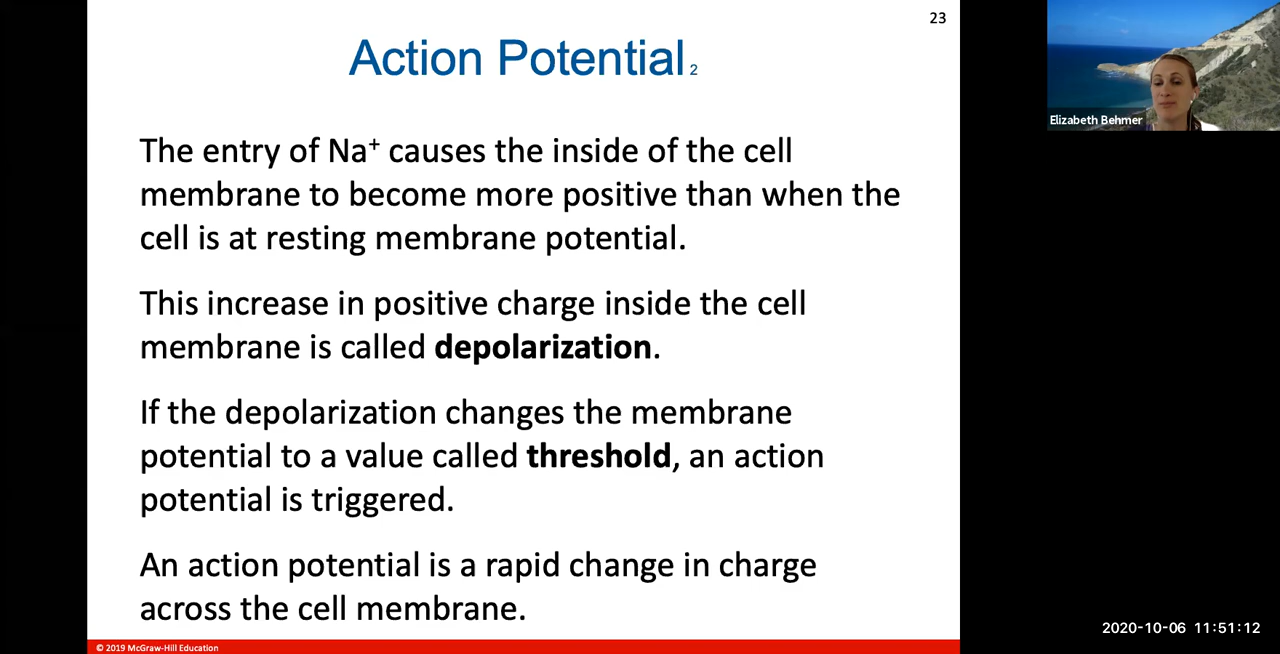 23
Action Potential 2
The entry of Na⁺ causes the inside of the cell
membrane to become more positive than when the
cell is at resting membrane potential.
This increase in positive charge inside the cell
membrane is called depolarization.
If the depolarization changes the membrane
potential to a value called threshold, an action
potential is triggered.
An action potential is a rapid change in charge
across the cell membrane.
© 2019 McGraw-Hill Education
Elizabeth Behmer
2020-10-06 11:51:12